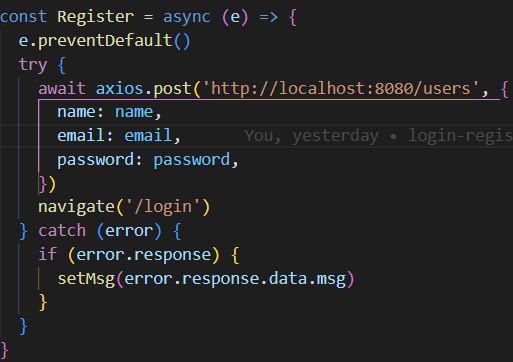 const Register = async (e) => {
e.preventDefault()
try {
await axios.post('http://localhost:8080/users', {
name: name,
email: email, You, yesterday • login-regis
password: password,
})
navigate('/login')
} catch (error) {
if (error.response) {
setMsg(error.response.data.msg)
}
}
}